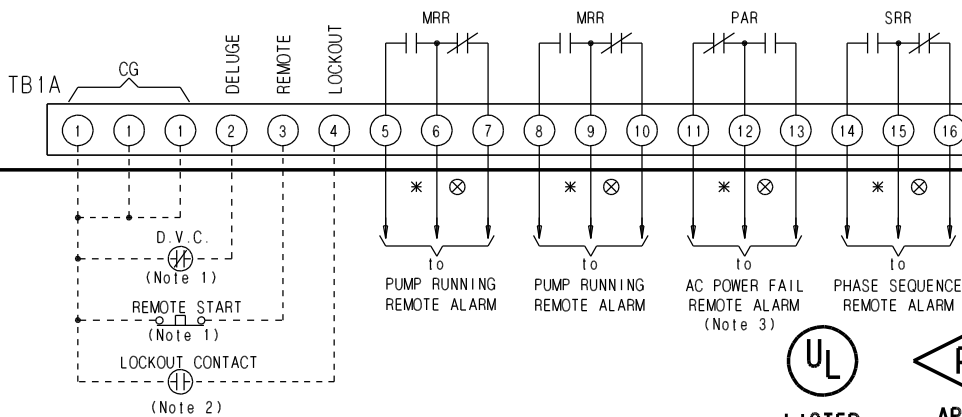 MRR MRR PAR SRR
DELUGE
REMOTE
LOCKOUT
TB1A CG
1 1 1 2 3 4 5 6 7 8 9 10 11 12 13 14 15 16
* ⊗ * ⊗ * ⊗ * ⊗
D.V.C.
(Note 1)
REMOTE START
(Note 1)
LOCKOUT CONTACT
(Note 2)
to
PUMP RUNNING
REMOTE ALARM
to
PUMP RUNNING
REMOTE ALARM
to
AC POWER FAIL
REMOTE ALARM
(Note 3)
to
PHASE SEQUENCE
REMOTE ALARM
UL
LISTED